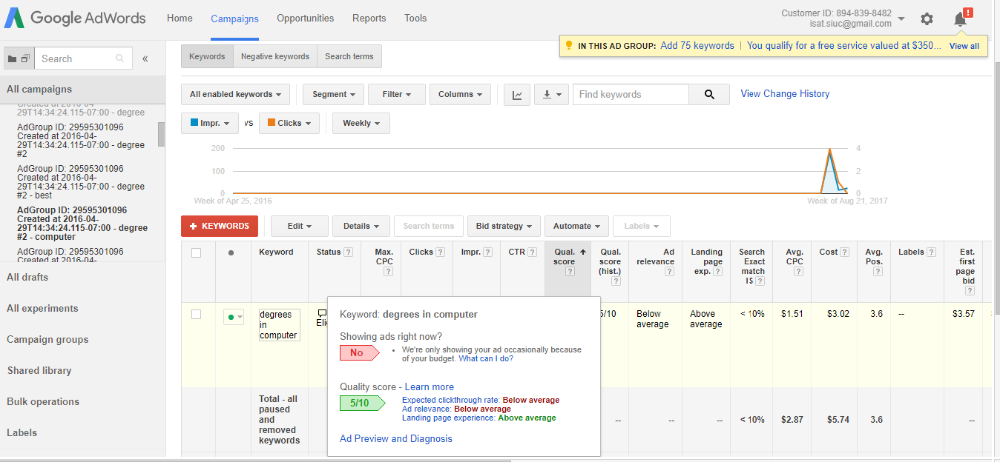 Google AdWords
Home
Campaigns
Opportunities
Reports
Tools
Customer ID: 894-839-8482
isat.siuc@gmail.com
!
IN THIS AD GROUP: Add 75 keywords | You qualify for a free service valued at $350... View all
Search
«
Keywords
Negative keywords
Search terms
All campaigns
Created at 2016-04-
29T14:34:24.115-07:00 - degree
AdGroup ID: 29595301096
Created at 2016-04-
29T14:34:24.115-07:00 - degree
#2
AdGroup ID: 29595301096
Created at 2016-04-
29T14:34:24.115-07:00 - degree
#2 - best
AdGroup ID: 29595301096
Created at 2016-04-
29T14:34:24.115-07:00 - degree
#2 - computer
AdGroup ID: 29595301096
Created at 2016-04-
All drafts
All experiments
Campaign groups
Shared library
Bulk operations
Labels
All enabled keywords
Segment
Filter
Columns
Find keywords
View Change History
Impr.
vs
Clicks
Weekly
200
100
0
4
2
0
Week of Apr 25, 2016
Week of Aug 21, 2017
+ KEYWORDS
Edit
Details
Search terms
Bid strategy
Automate
Labels
Keyword
Status ?
Max.
CPC
?
Clicks ?
Impr. ?
CTR ?
Qual.
score
?
Qual.
score
(hist.)
?
Ad
relevance
?
Landing
page
exp. ?
Search
Exact
match
IS ?
Avg.
CPC
?
Cost ?
Avg.
Pos.
?
Labels ?
Est.
first
page
bid
?
degrees
in
computer
5/10
Below
average
Above
average
< 10%
$1.51
$3.02
3.6
--
$3.57
Keyword: degrees in computer
Showing ads right now?
No
• We're only showing your ad occasionally because
of your budget. What can I do?
Quality score - Learn more
5/10
Expected clickthrough rate: Below average
Ad relevance: Below average
Landing page experience: Above average
Ad Preview and Diagnosis
Total - all
paused
and
removed
keywords
--
--
--
< 10%
$2.87
$5.74
3.6
--